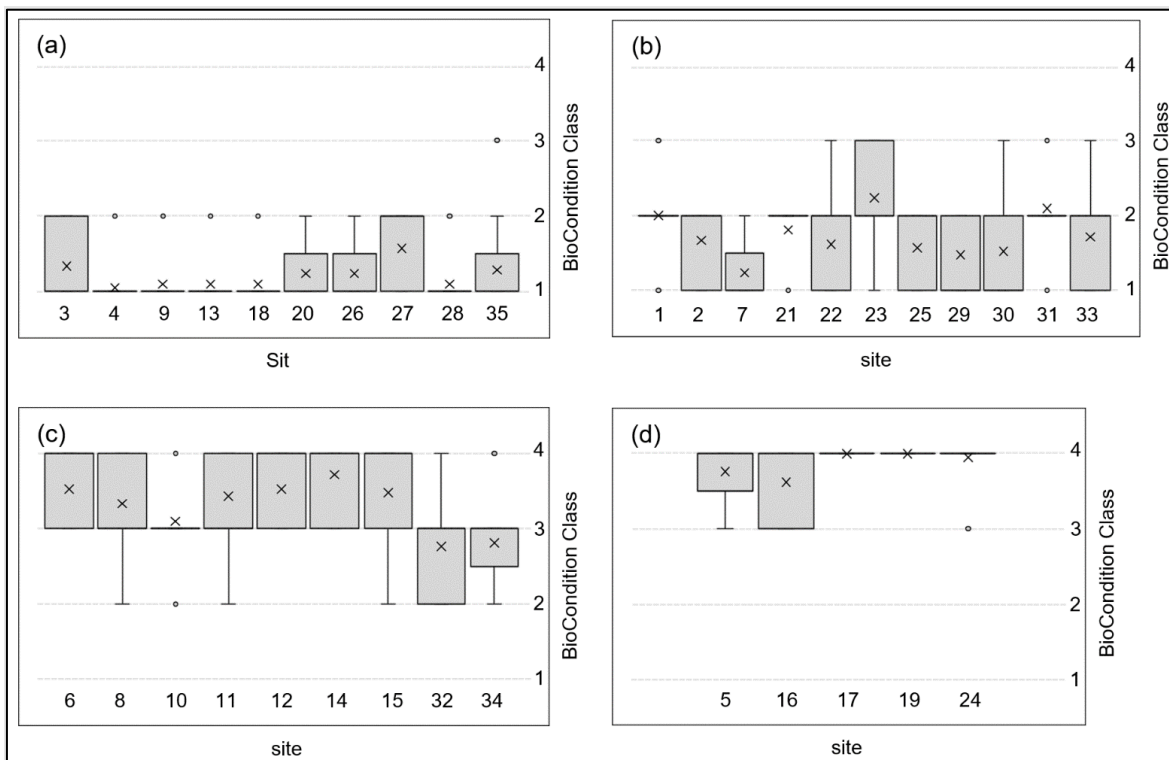 (a)
4
3
2
1
BioCondition Class
3 4 9 13 18 20 26 27 28 35
Sit
(b)
4
3
2
1
BioCondition Class
1 2 7 21 22 23 25 29 30 31 33
site
(c)
4
3
2
1
BioCondition Class
6 8 10 11 12 14 15 32 34
site
(d)
4
3
2
1
BioCondition Class
5 16 17 19 24
site